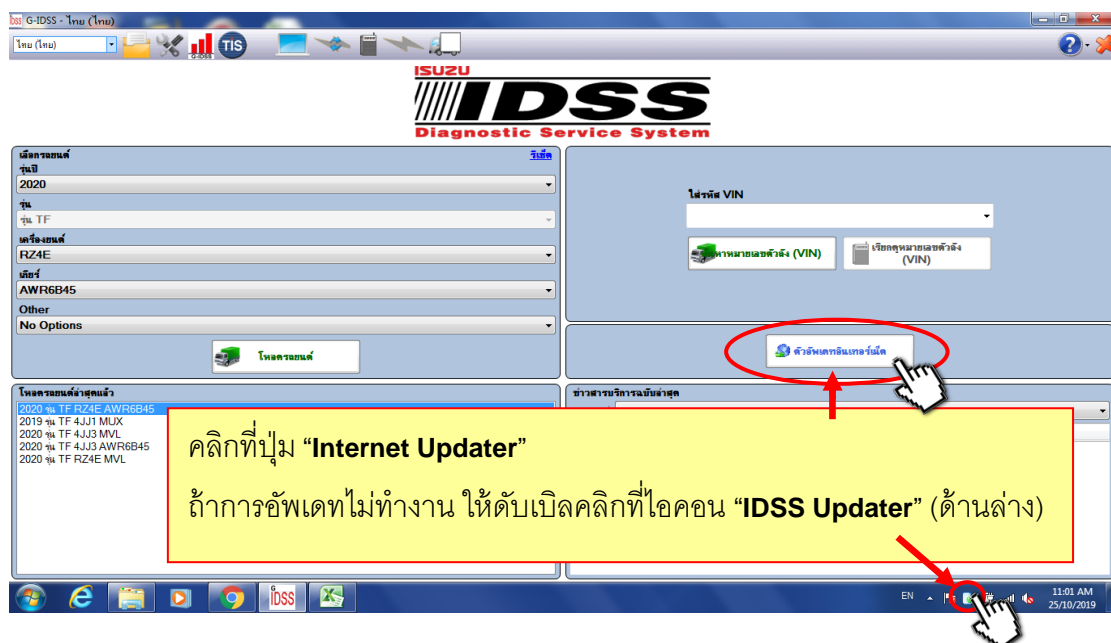 G-IDSS - ไทย (ไทย)
ไทย (ไทย)
G-IDSS
TIS
ISUZU
IDSS
Diagnostic Service System
เลือกรถยนต์
รีเซ็ต
รุ่นปี
2020
รุ่น
รุ่น TF
เครื่องยนต์
RZ4E
เกียร์
AWR6B45
Other
No Options
โหลดรถยนต์
ใส่รหัส VIN
หาหมายเลขตัวถัง (VIN)
เรียกดูหมายเลขตัวถัง
(VIN)
ตัวอัพเดทอินเทอร์เน็ต
โหลดรถยนต์ล่าสุดแล้ว
2020 รุ่น TF RZ4E AWR6B45
2019 รุ่น TF 4JJ1 MUX
2020 รุ่น TF 4JJ3 MVL
2020 รุ่น TF 4JJ3 AWR6B45
2020 รุ่น TF RZ4E MVL
ข่าวสารบริการฉบับล่าสุด
คลิกที่ปุ่ม “Internet Updater”
ถ้าการอัพเดทไม่ทำงาน ให้ดับเบิลคลิกที่ไอคอน “IDSS Updater” (ด้านล่าง)
G
IDSS
EN
11:01 AM
25/10/2019